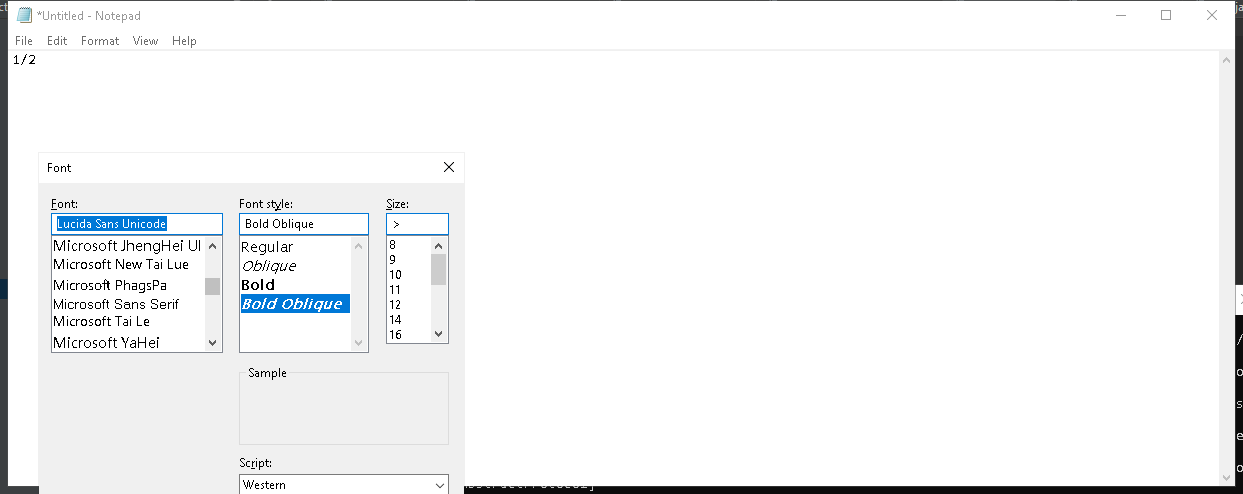 *Untitled - Notepad
File Edit Format View Help
1/2
Font
Font: Font style: Size:
Lucida Sans Unicode Bold Oblique >
Microsoft JhengHei UI Regular 8
Microsoft New Tai Lue Oblique 9
Microsoft PhagsPa Bold 10
Microsoft Sans Serif Bold Oblique 11
Microsoft Tai Le 12
Microsoft YaHei 14
16
Sample
Script:
Western